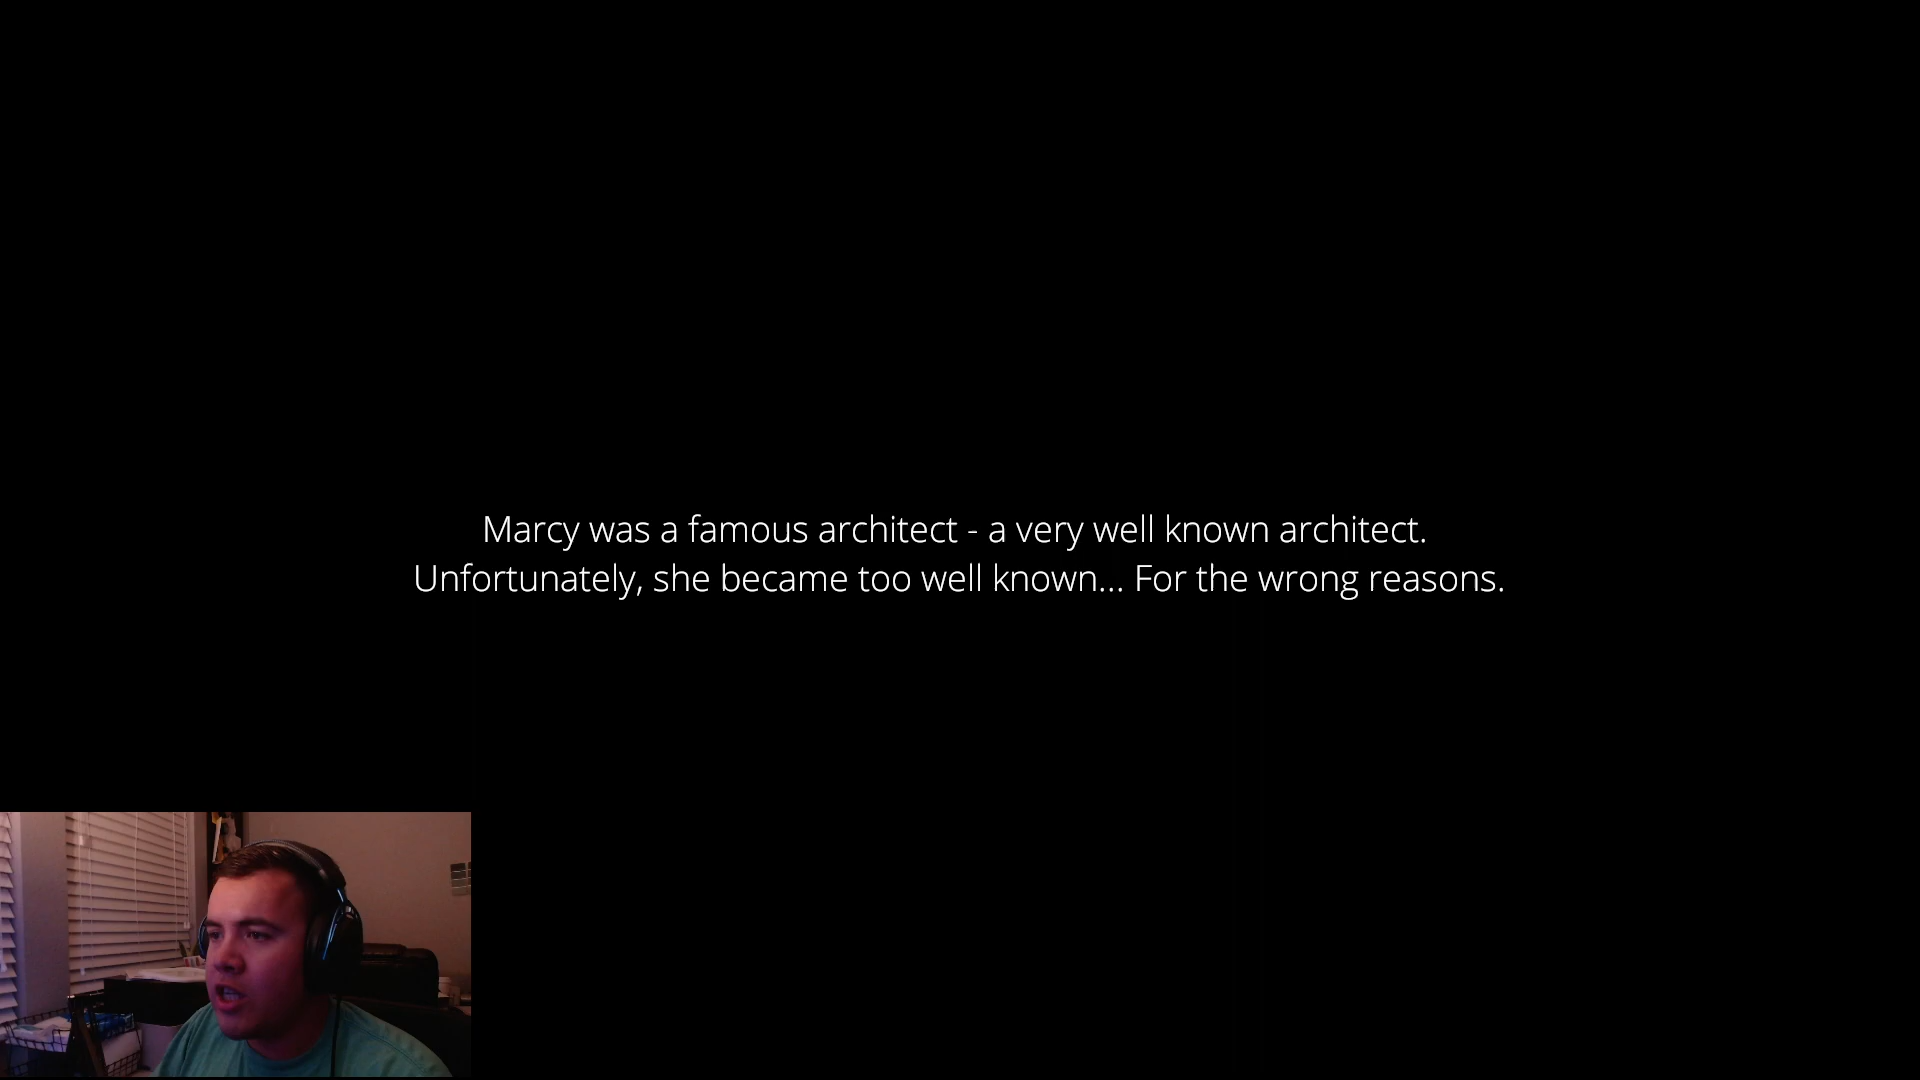 Marcy was a famous architect - a very well known architect.
Unfortunately, she became too well known... For the wrong reasons.